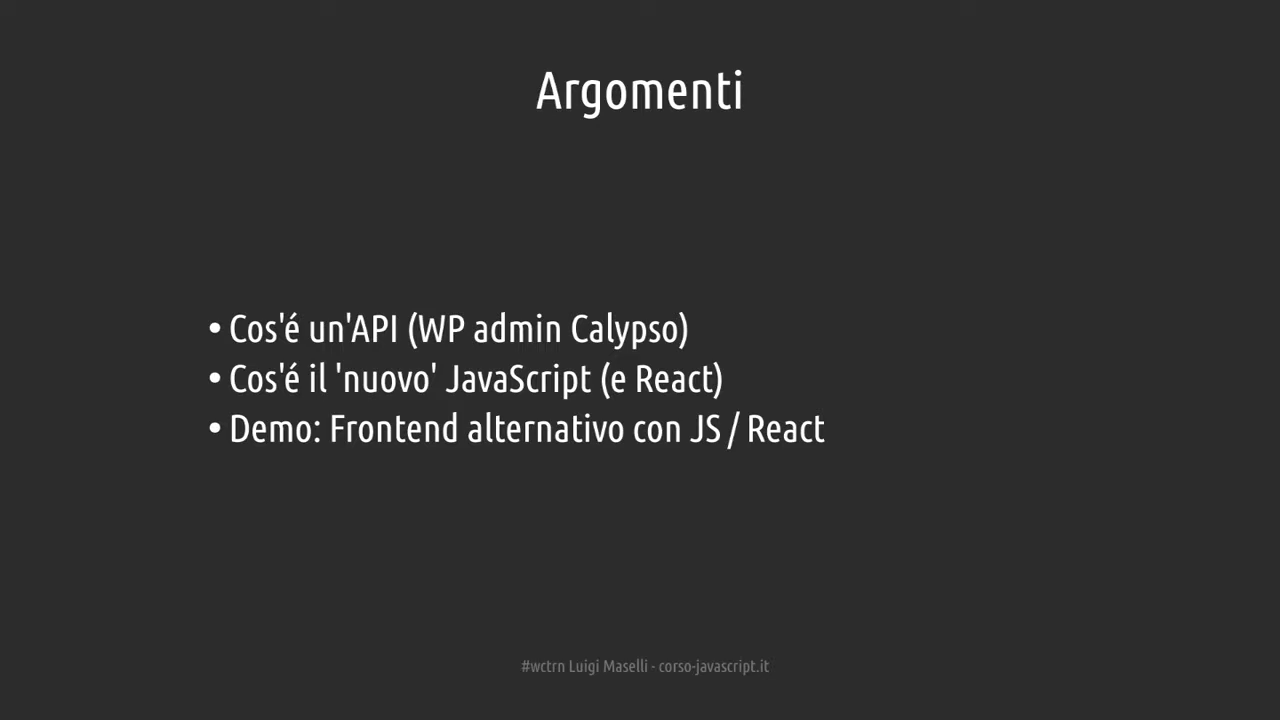 Argomenti
• Cos'é un'API (WP admin Calypso)
• Cos'é il 'nuovo' JavaScript (e React)
• Demo: Frontend alternativo con JS / React
#wctrn Luigi Maselli - corso-javascript.it